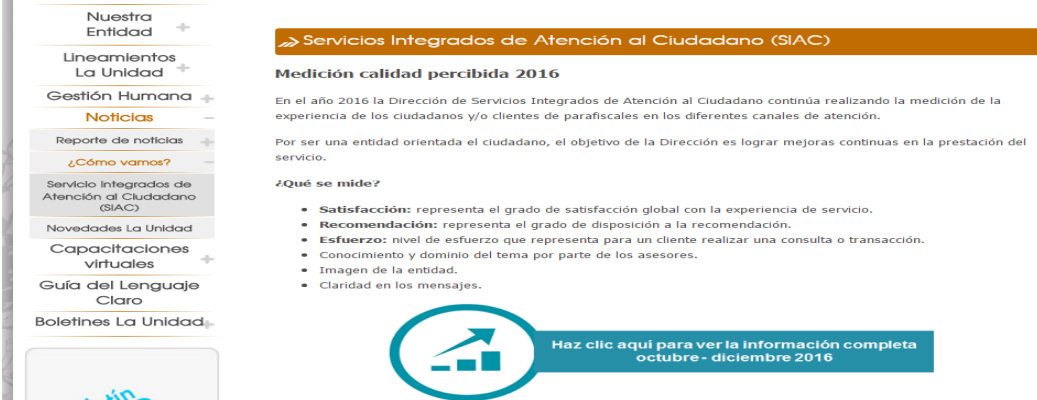 Nuestra
Entidad
Lineamientos
La Unidad
Gestión Humana
Noticias
Reporte de noticias
¿Cómo vamos?
Servicio Integrados de
Atención al Ciudadano
(SIAC)
Novedades La Unidad
Capacitaciones
virtuales
Guía del Lenguaje
Claro
Boletines La Unidad
Servicios Integrados de Atención al Ciudadano (SIAC)
Medición calidad percibida 2016
En el año 2016 la Dirección de Servicios Integrados de Atención al Ciudadano continúa realizando la medición de la
experiencia de los ciudadanos y/o clientes de parafiscales en los diferentes canales de atención.
Por ser una entidad orientada el ciudadano, el objetivo de la Dirección es lograr mejoras continuas en la prestación del
servicio.
¿Qué se mide?
• Satisfacción: representa el grado de satisfacción global con la experiencia de servicio.
• Recomendación: representa el grado de disposición a la recomendación.
• Esfuerzo: nivel de esfuerzo que representa para un cliente realizar una consulta o transacción.
• Conocimiento y dominio del tema por parte de los asesores.
• Imagen de la entidad.
• Claridad en los mensajes.
Haz clic aquí para ver la información completa
octubre - diciembre 2016